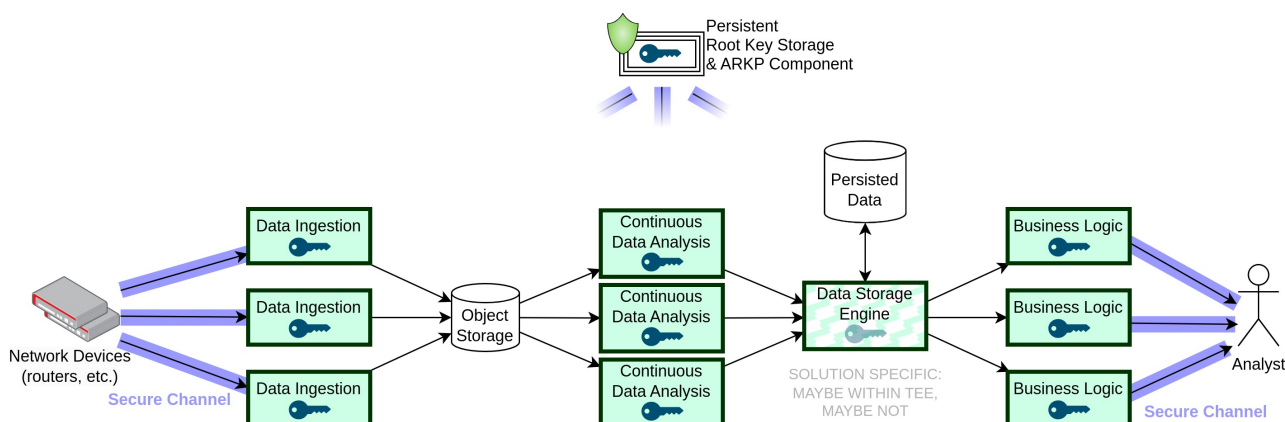 Persistent
Root Key Storage
& ARKP Component
Persisted
Data
Data Ingestion
Data Ingestion
Data Ingestion
Network Devices
(routers, etc.)
Secure Channel
Object
Storage
Continuous
Data Analysis
Continuous
Data Analysis
Continuous
Data Analysis
Data Storage
Engine
SOLUTION SPECIFIC:
MAYBE WITHIN TEE,
MAYBE NOT
Business Logic
Business Logic
Business Logic
Analyst
Secure Channel